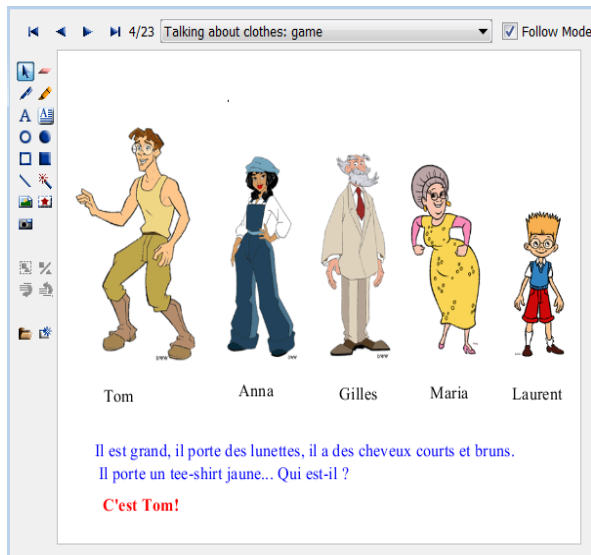 4/23 Talking about clothes: game Follow Mode
Tom Anna Gilles Maria Laurent
Il est grand, il porte des lunettes, il a des cheveux courts et bruns.
Il porte un tee-shirt jaune... Qui est-il ?
C'est Tom!